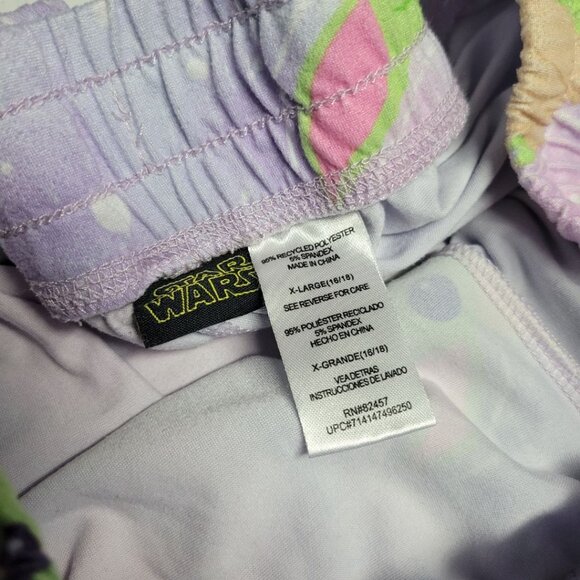 STAR
WARS
95% RECYCLED POLYESTER
5% SPANDEX
MADE IN CHINA
X-LARGE(16/18)
SEE REVERSE FOR CARE
95% POLIÉSTER RECICLADO
5% SPANDEX
HECHO EN CHINA
X-GRANDE(16/18)
VEA DETRAS
INSTRUCCIONES DE LAVADO
RN#82457
UPC#714147496250